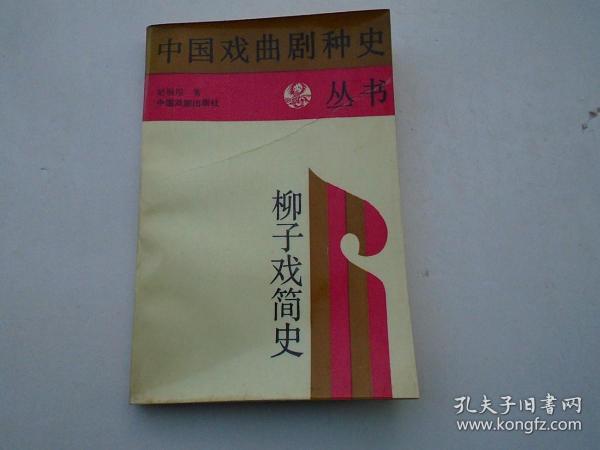 中国戏曲剧种史
丛书
著
中国戏剧出版社
柳子戏简史
孔夫子旧书网
www.kongfz.com